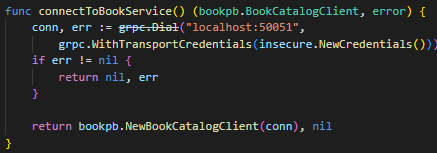 func connectToBookService() (bookpb.BookCatalogClient, error) {
    conn, err := grpc.Dial("localhost:50051",
        grpc.WithTransportCredentials(insecure.NewCredentials()))
    if err != nil {
        return nil, err
    }

    return bookpb.NewBookCatalogClient(conn), nil
}